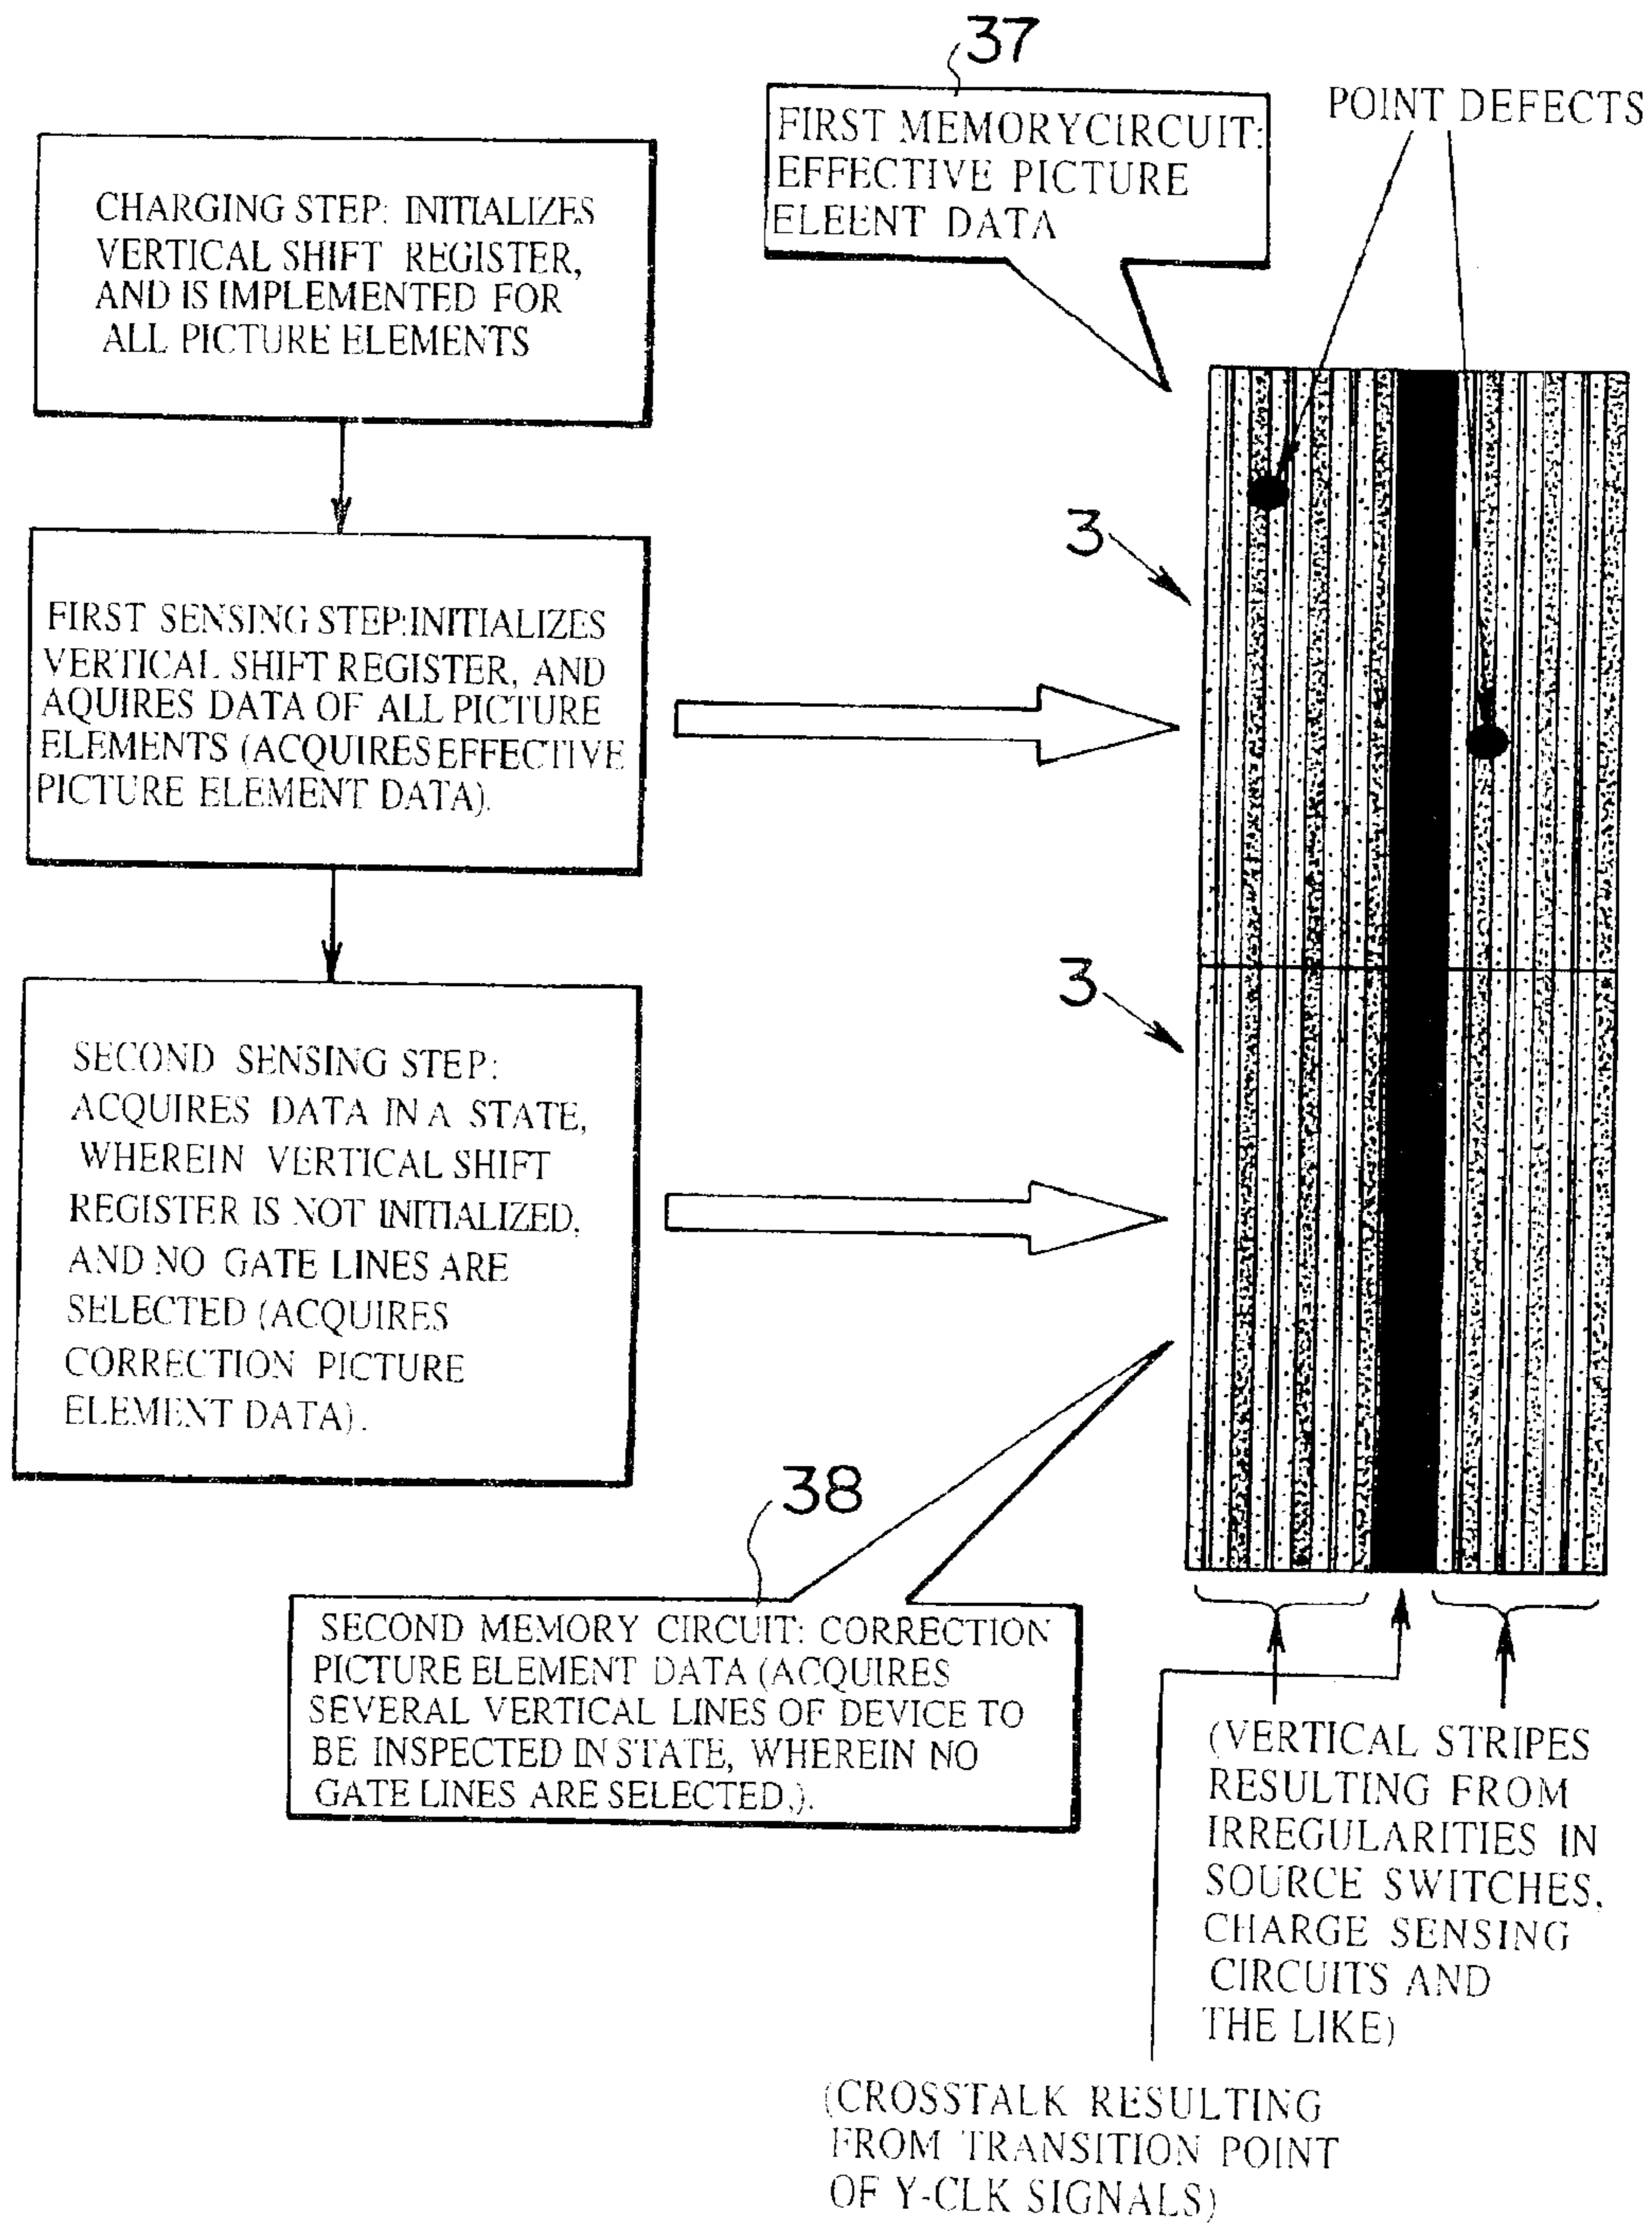 37
FIRST MEMORYCIRCUIT:
EFFECTIVE PICTURE
ELEENT DATA
POINT DEFECTS
CHARGING STEP: INITIALIZES
VERTICAL SHIFT REGISTER,
AND IS IMPLEMENTED FOR
ALL PICTURE ELEMENTS
3
FIRST SENSING STEP:INITIALIZES
VERTICAL SHIFT REGISTER, AND
AQUIRES DATA OF ALL PICTURE
ELEMENTS (ACQUIRES EFFECTIVE
PICTURE ELEMENT DATA).
3
SECOND SENSING STEP:
ACQUIRES DATA IN A STATE,
WHEREIN VERTICAL SHIFT
REGISTER IS NOT INITIALIZED,
AND NO GATE LINES ARE
SELECTED (ACQUIRES
CORRECTION PICTURE
ELEMENT DATA).
38
SECOND MEMORY CIRCUIT: CORRECTION
PICTURE ELEMENT DATA (ACQUIRES
SEVERAL VERTICAL LINES OF DEVICE TO
BE INSPECTED IN STATE, WHEREIN NO
GATE LINES ARE SELECTED,).
(VERTICAL STRIPES
RESULTING FROM
IRREGULARITIES IN
SOURCE SWITCHES,
CHARGE SENSING
CIRCUITS AND
THE LIKE)
(CROSSTALK RESULTING
FROM TRANSITION POINT
OF Y-CLK SIGNALS)